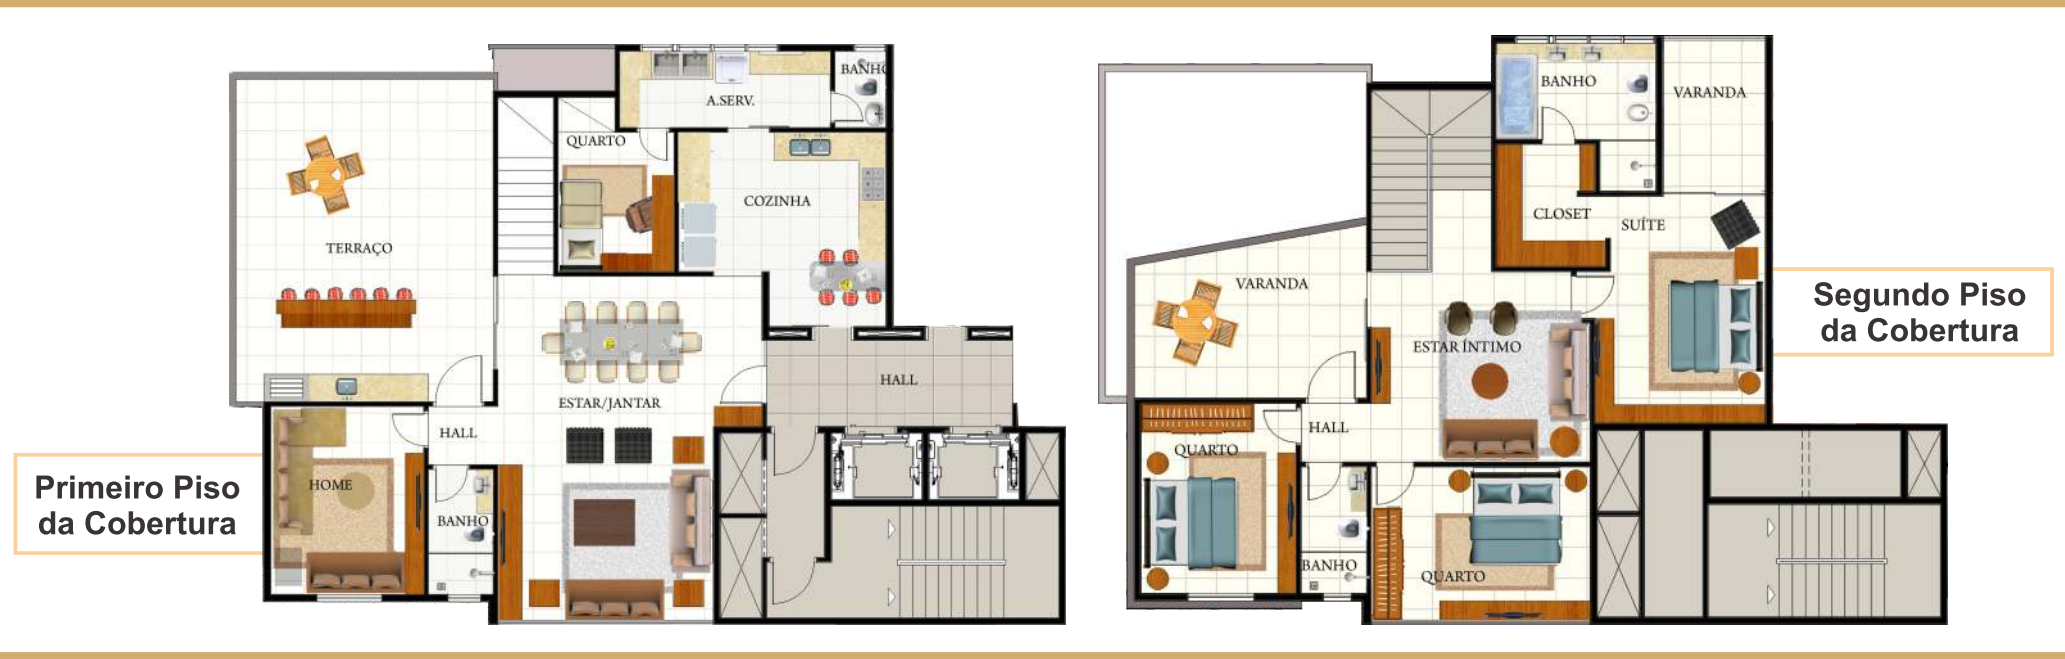 Primeiro Piso
da Cobertura
TERRAÇO
QUARTO
A.SERV.
BANHO
COZINHA
HALL
ESTAR/JANTAR
HALL
HOME
BANHO
Segundo Piso
da Cobertura
BANHO
VARANDA
CLOSET
SUÍTE
VARANDA
ESTAR ÍNTIMO
HALL
QUARTO
BANHO
QUARTO